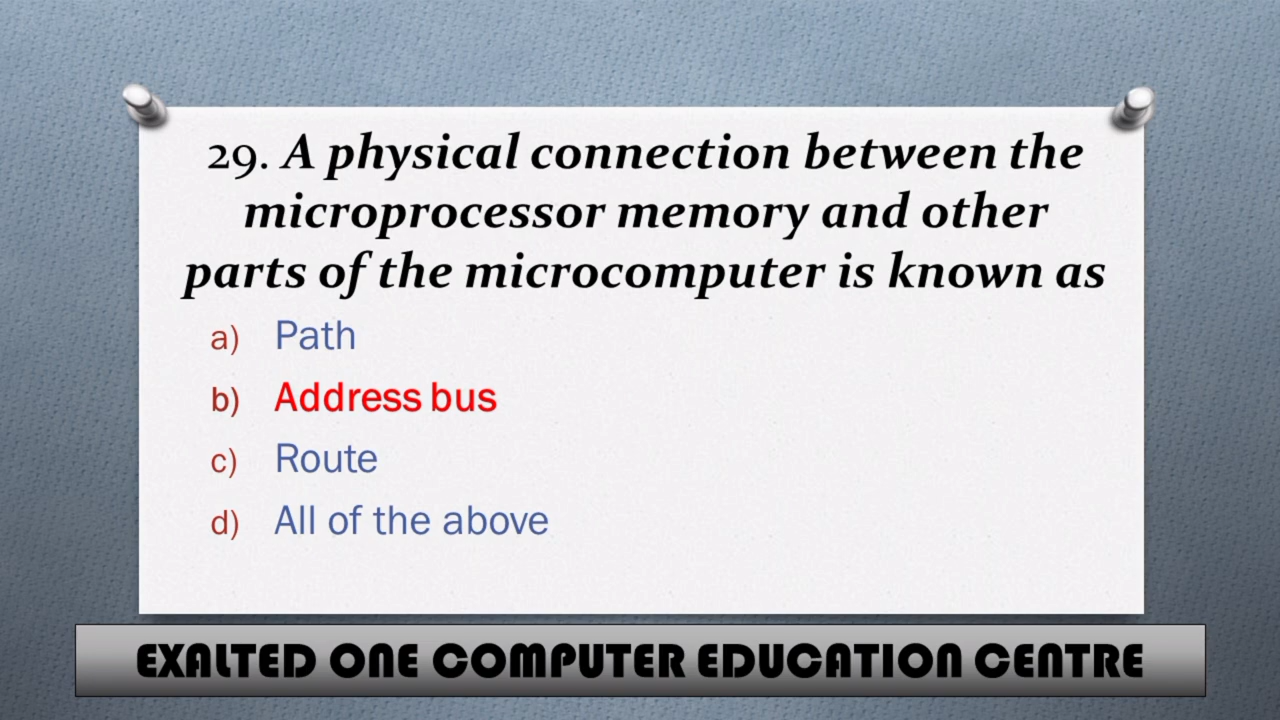 29. A physical connection between the
microprocessor memory and other
parts of the microcomputer is known as
a) Path
b) Address bus
c) Route
d) All of the above
EXALTED ONE COMPUTER EDUCATION CENTRE